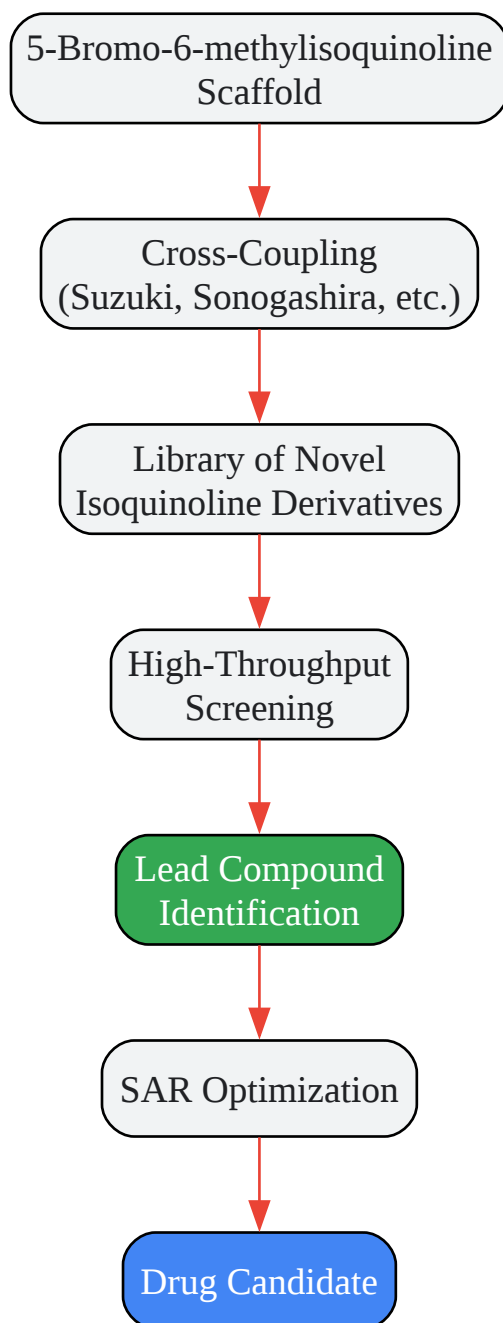 5-Bromo-6-methylisoquinoline
Scaffold
Cross-Coupling
(Suzuki, Sonogashira, etc.)
Library of Novel
Isoquinoline Derivatives
High-Throughput
Screening
Lead Compound
Identification
SAR Optimization
Drug Candidate